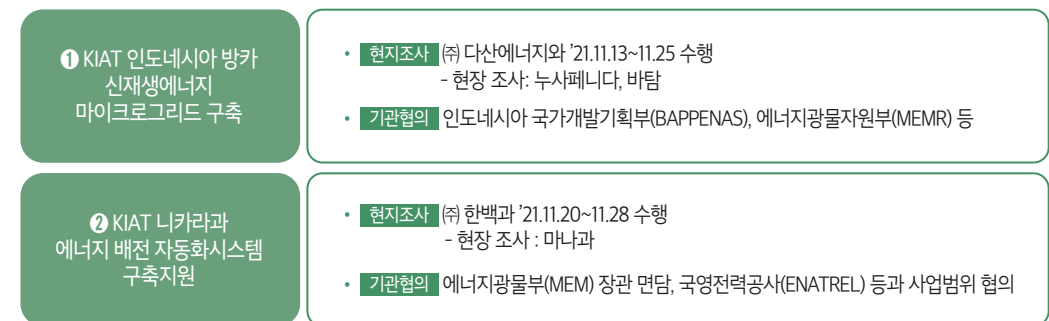 ❶ KIAT 인도네시아 방카
신재생에너지
마이크로그리드 구축
• 현지조사 ㈜ 다산에너지와 ’21.11.13~11.25 수행
- 현장 조사: 누사페니다, 바탐
• 기관협의 인도네시아 국가개발기획부(BAPPENAS), 에너지광물자원부(MEMR) 등
❷ KIAT 니카라과
에너지 배전 자동화시스템
구축지원
• 현지조사 ㈜ 한백과 ’21.11.20~11.28 수행
- 현장 조사 : 마나과
• 기관협의 에너지광물부(MEM) 장관 면담, 국영전력공사(ENATREL) 등과 사업범위 협의